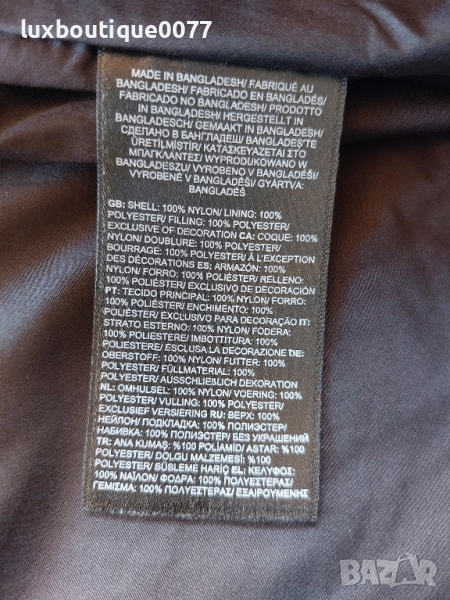 luxboutique0077
MADE IN BANGLADESH/ FABRIQUÉ AU
BANGLADESH/ FABRICADO EN BANGLADÉS/
FABRICADO NO BANGLADESH/ PRODOTTO
IN BANGLADESH/ HERGESTELLT IN
BANGLADESCH/ GEMAAKT IN BANGLADESH/
СДЕЛАНО В БАНГЛАДЕШ/ BANGLADEŞ'TE
ÜRETİLMİŞTİR/ ΚΑΤΑΣΚΕΥΑΖΕΤΑΙ ΣΤΟ
ΜΠΑΓΚΛΑΝΤΕΣ/ WYPRODUKOWANO W
BANGLADESZU/ VYROBENO V BANGLADÉŠI/
VYROBENÉ V BANGLADÉŠI/ GYÁRTVA:
BANGLADÉŠ
GB: SHELL: 100% NYLON/ LINING: 100%
POLYESTER/ FILLING: 100% POLYESTER/
EXCLUSIVE OF DECORATION CA: COQUE: 100%
NYLON/ DOUBLURE: 100% POLYESTER/
BOURRAGE: 100% POLYESTER/ À L'EXCEPTION
DES DÉCORATIONS ES: ARMAZÓN: 100%
NYLON/ FORRO: 100% POLIÉSTER/ RELLENO:
100% POLIÉSTER/ EXCLUSIVO DE DECORACIÓN
PT: TECIDO PRINCIPAL: 100% NYLON/ FORRO:
100% POLIÉSTER/ ENCHIMENTO: 100%
POLIÉSTER/ EXCLUSIVO DA DECORAÇÃO IT:
STRATO ESTERNO: 100% NYLON/ FODERA:
100% POLIESTERE/ IMBOTTITURA: 100%
POLIESTERE/ ESCLUSA LA DECORAZIONE DE:
OBERSTOFF: 100% NYLON/ FUTTER: 100%
POLYESTER/ FÜLLMATERIAL: 100%
POLYESTER/ AUSSCHLIEßLICH DEKORATION
NL: OMHULSEL: 100% NYLON/ VOERING: 100%
POLYESTER/ VULLING: 100% POLYESTER/
EXCLUSIEF VERSIERING RU: ВЕРХ: 100%
НЕЙЛОН/ ПОДКЛАДКА: 100% ПОЛИЭСТЕР/
НАБИВКА: 100% ПОЛИЭСТЕР/ БЕЗ УКРАШЕНИЙ
TR: ANA KUMAŞ: %100 POLİAMİD/ ASTAR: %100
POLYESTER/ DOLGU MALZEMESİ: %100
POLYESTER/ SÜSLEME HARİÇ EL: ΚΕΛΥΦΟΣ:
100% ΝΑΪΛΟΝ/ ΦΟΔΡΑ: 100% ΠΟΛΥΕΣΤΕΡΑΣ/
ΓΕΜΙΣΜΑ: 100% ΠΟΛΥΕΣΤΕΡΑΣ/ ΕΞΑΙΡΟΥΜΕΝΗΣ
BAZAR